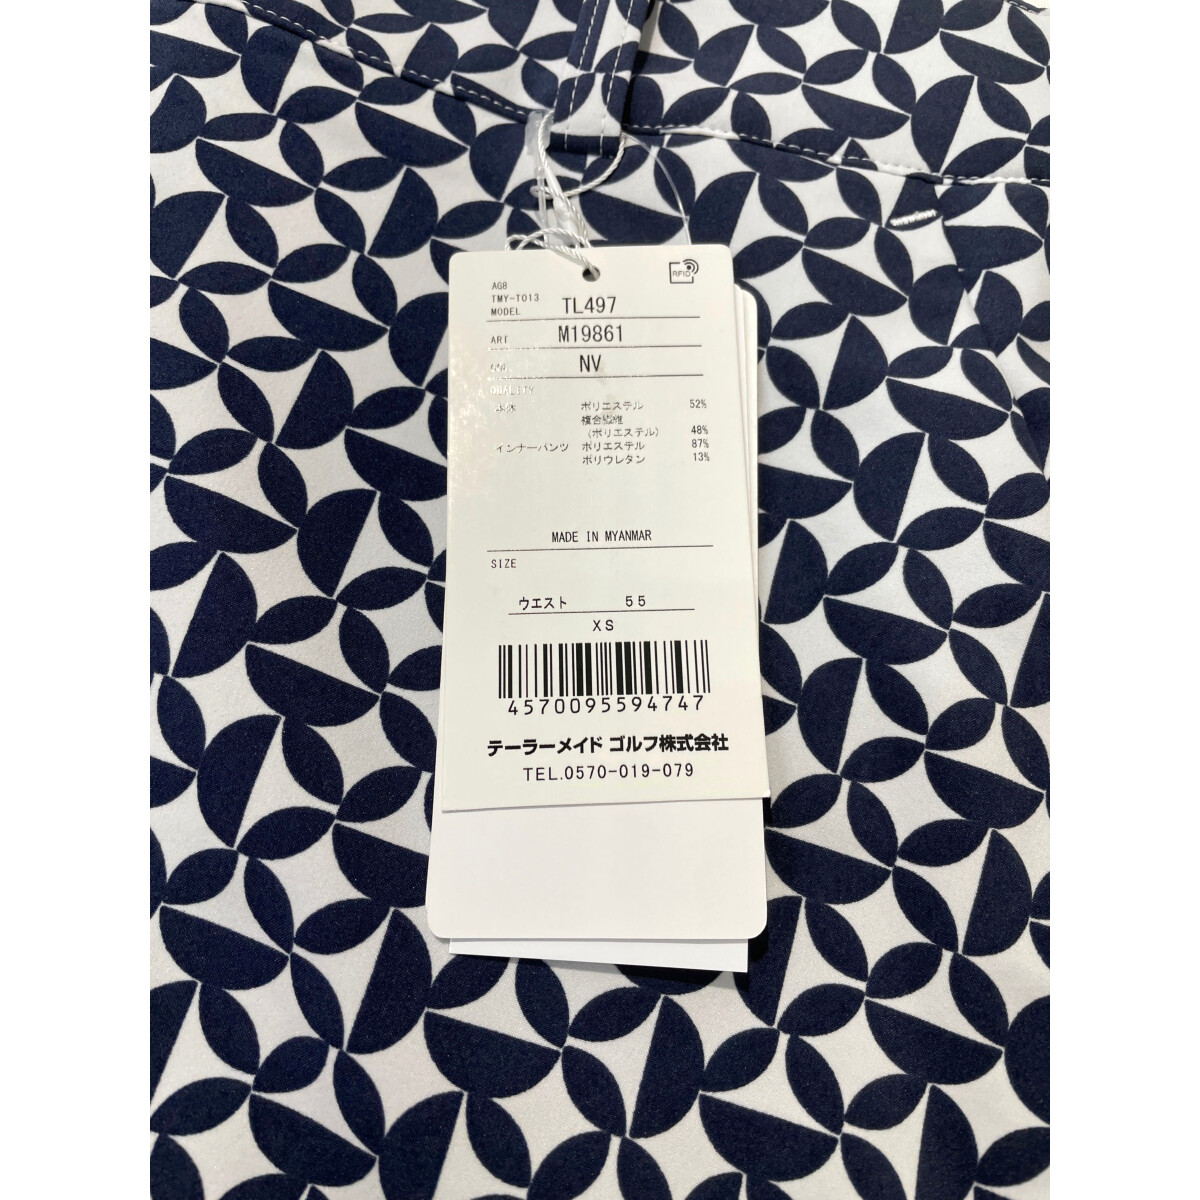 RFID
AG8
TMY-T013
MODEL TL497
ART M19861
COL. NV
QUALITY
本体 ポリエステル 52%
複合繊維
(ポリエステル) 48%
インナーパンツ ポリエステル 87%
ポリウレタン 13%
MADE IN MYANMAR
SIZE
ウエスト 55
XS
4570095594747
テーラーメイド ゴルフ株式会社
TEL.0570-019-079